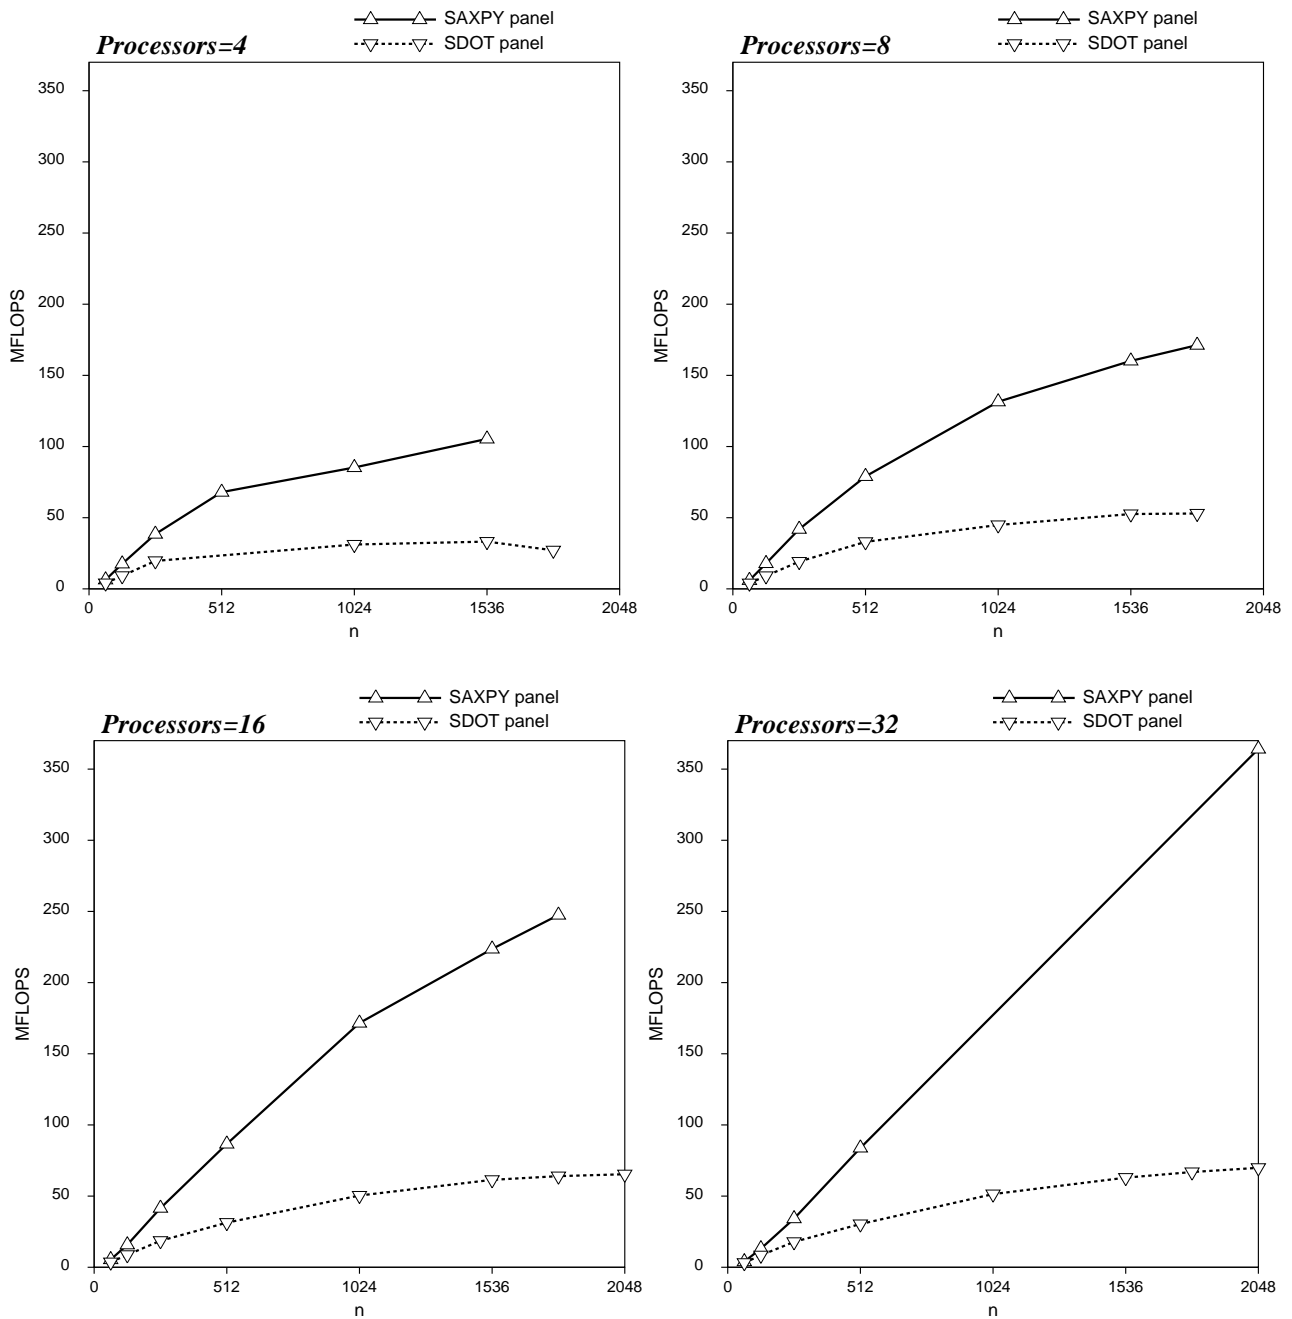 SAXPY panel
SDOT panel
Processors=4
350
300
250
200
150
100
50
0
MFLOPS
0 512 1024 1536 2048
n
SAXPY panel
SDOT panel
Processors=8
350
300
250
200
150
100
50
0
MFLOPS
0 512 1024 1536 2048
n
SAXPY panel
SDOT panel
Processors=16
350
300
250
200
150
100
50
0
MFLOPS
0 512 1024 1536 2048
n
SAXPY panel
SDOT panel
Processors=32
350
300
250
200
150
100
50
0
MFLOPS
0 512 1024 1536 2048
n